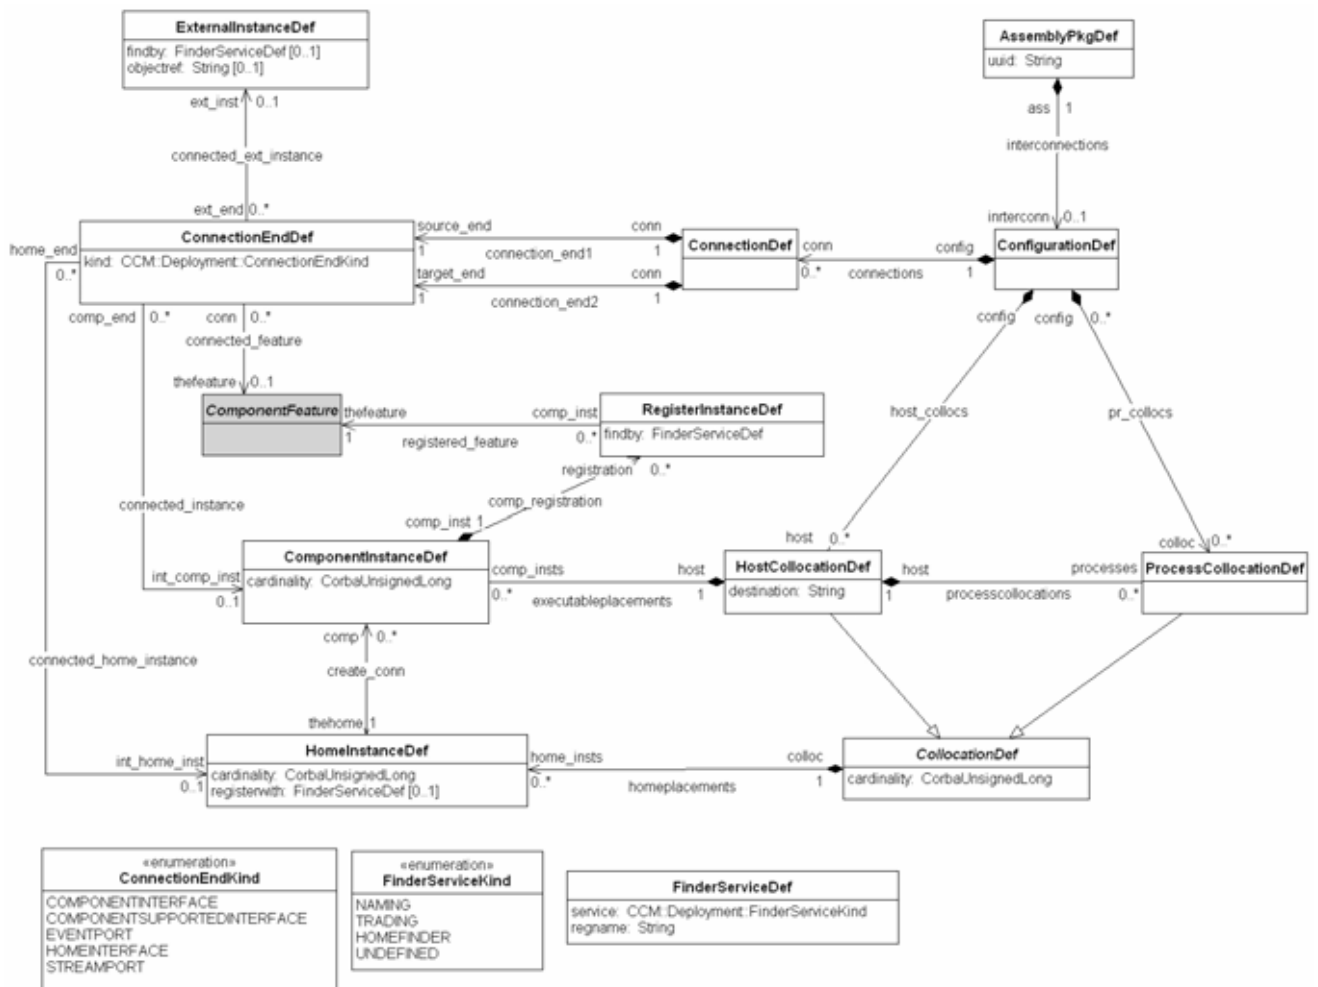 ExternalInstanceDef
findby: FinderServiceDef [0..1]
objectref: String [0..1]
AssemblyPkgDef
uuid: String
ext_inst 0..1
ass 1
connected_ext_instance
interconnections
ext_end 0..*
inrterconn 0..1
ConnectionEndDef
kind: CCM::Deployment::ConnectionEndKind
home_end
0..*
source_end conn
1 connection_end1 1
target_end conn
1 connection_end2 1
ConnectionDef
conn config
0..* connections 1
ConfigurationDef
comp_end 0..* conn 0..*
connected_feature
config config 0..*
thefeature 0..1
ComponentFeature
thefeature comp_inst
1 registered_feature 0..*
RegisterInstanceDef
findby: FinderServiceDef
host_collocs pr_collocs
registration 0..*
comp_registration
connected_instance
comp_inst 1
host 0..*
colloc 0..*
ComponentInstanceDef
cardinality: CorbaUnsignedLong
int_comp_inst
0..1
comp_insts host
0..* executableplacements 1
HostCollocationDef
destination: String
host processes
1 processcollocations 0..*
ProcessCollocationDef
comp 0..*
connected_home_instance
create_conn
thehome 1
HomeInstanceDef
cardinality: CorbaUnsignedLong
registerwith: FinderServiceDef [0..1]
int_home_inst
0..1
home_insts colloc
0..* homeplacements 1
CollocationDef
cardinality: CorbaUnsignedLong
«enumeration»
ConnectionEndKind
COMPONENTINTERFACE
COMPONENTSUPPORTEDINTERFACE
EVENTPORT
HOMEINTERFACE
STREAMPORT
«enumeration»
FinderServiceKind
NAMING
TRADING
HOMEFINDER
UNDEFINED
FinderServiceDef
service: CCM::Deployment::FinderServiceKind
regname: String